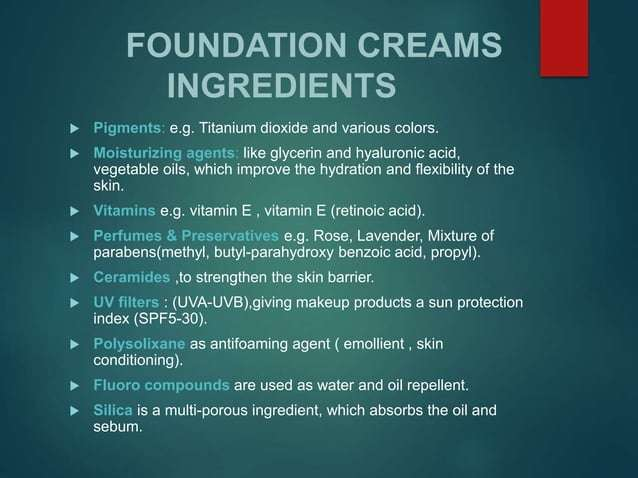 FOUNDATION CREAMS
INGREDIENTS
Pigments: e.g. Titanium dioxide and various colors.
Moisturizing agents: like glycerin and hyaluronic acid,
vegetable oils, which improve the hydration and flexibility of the
skin.
Vitamins e.g. vitamin E , vitamin E (retinoic acid).
Perfumes & Preservatives e.g. Rose, Lavender, Mixture of
parabens(methyl, butyl-parahydroxy benzoic acid, propyl).
Ceramides ,to strengthen the skin barrier.
UV filters : (UVA-UVB),giving makeup products a sun protection
index (SPF5-30).
Polysolixane as antifoaming agent ( emollient , skin
conditioning).
Fluoro compounds are used as water and oil repellent.
Silica is a multi-porous ingredient, which absorbs the oil and
sebum.